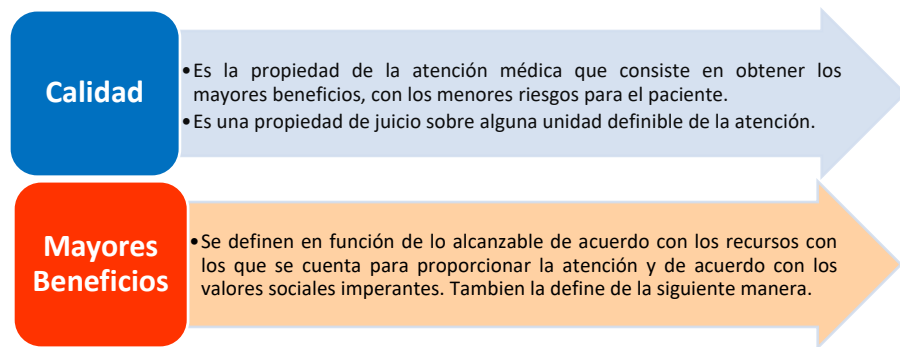 Calidad
•Es la propiedad de la atención médica que consiste en obtener los
mayores beneficios, con los menores riesgos para el paciente.
•Es una propiedad de juicio sobre alguna unidad definible de la atención.
Mayores
Beneficios
•Se definen en función de lo alcanzable de acuerdo con los recursos con
los que se cuenta para proporcionar la atención y de acuerdo con los
valores sociales imperantes. Tambien la define de la siguiente manera.